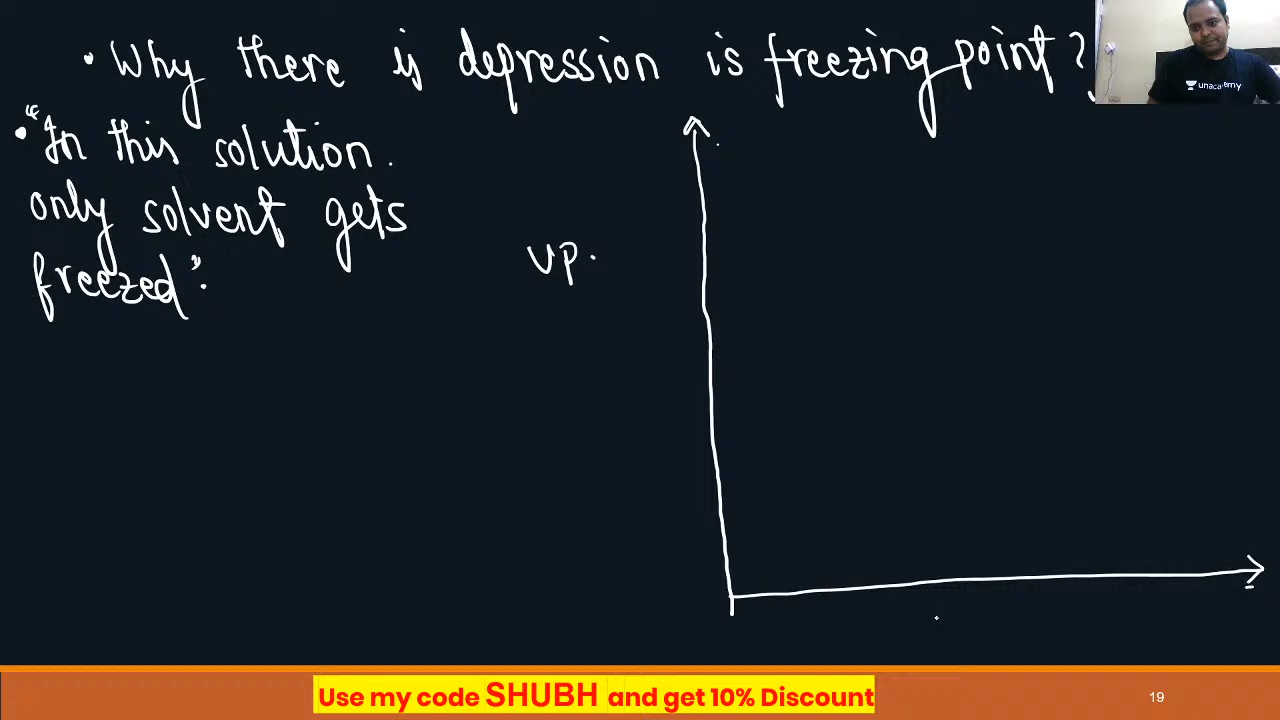 • Why there is depression is freezing point?
• "In this solution.
only solvent gets
freezed".
VP.
unacademy
Use my code SHUBH and get 10% Discount
19